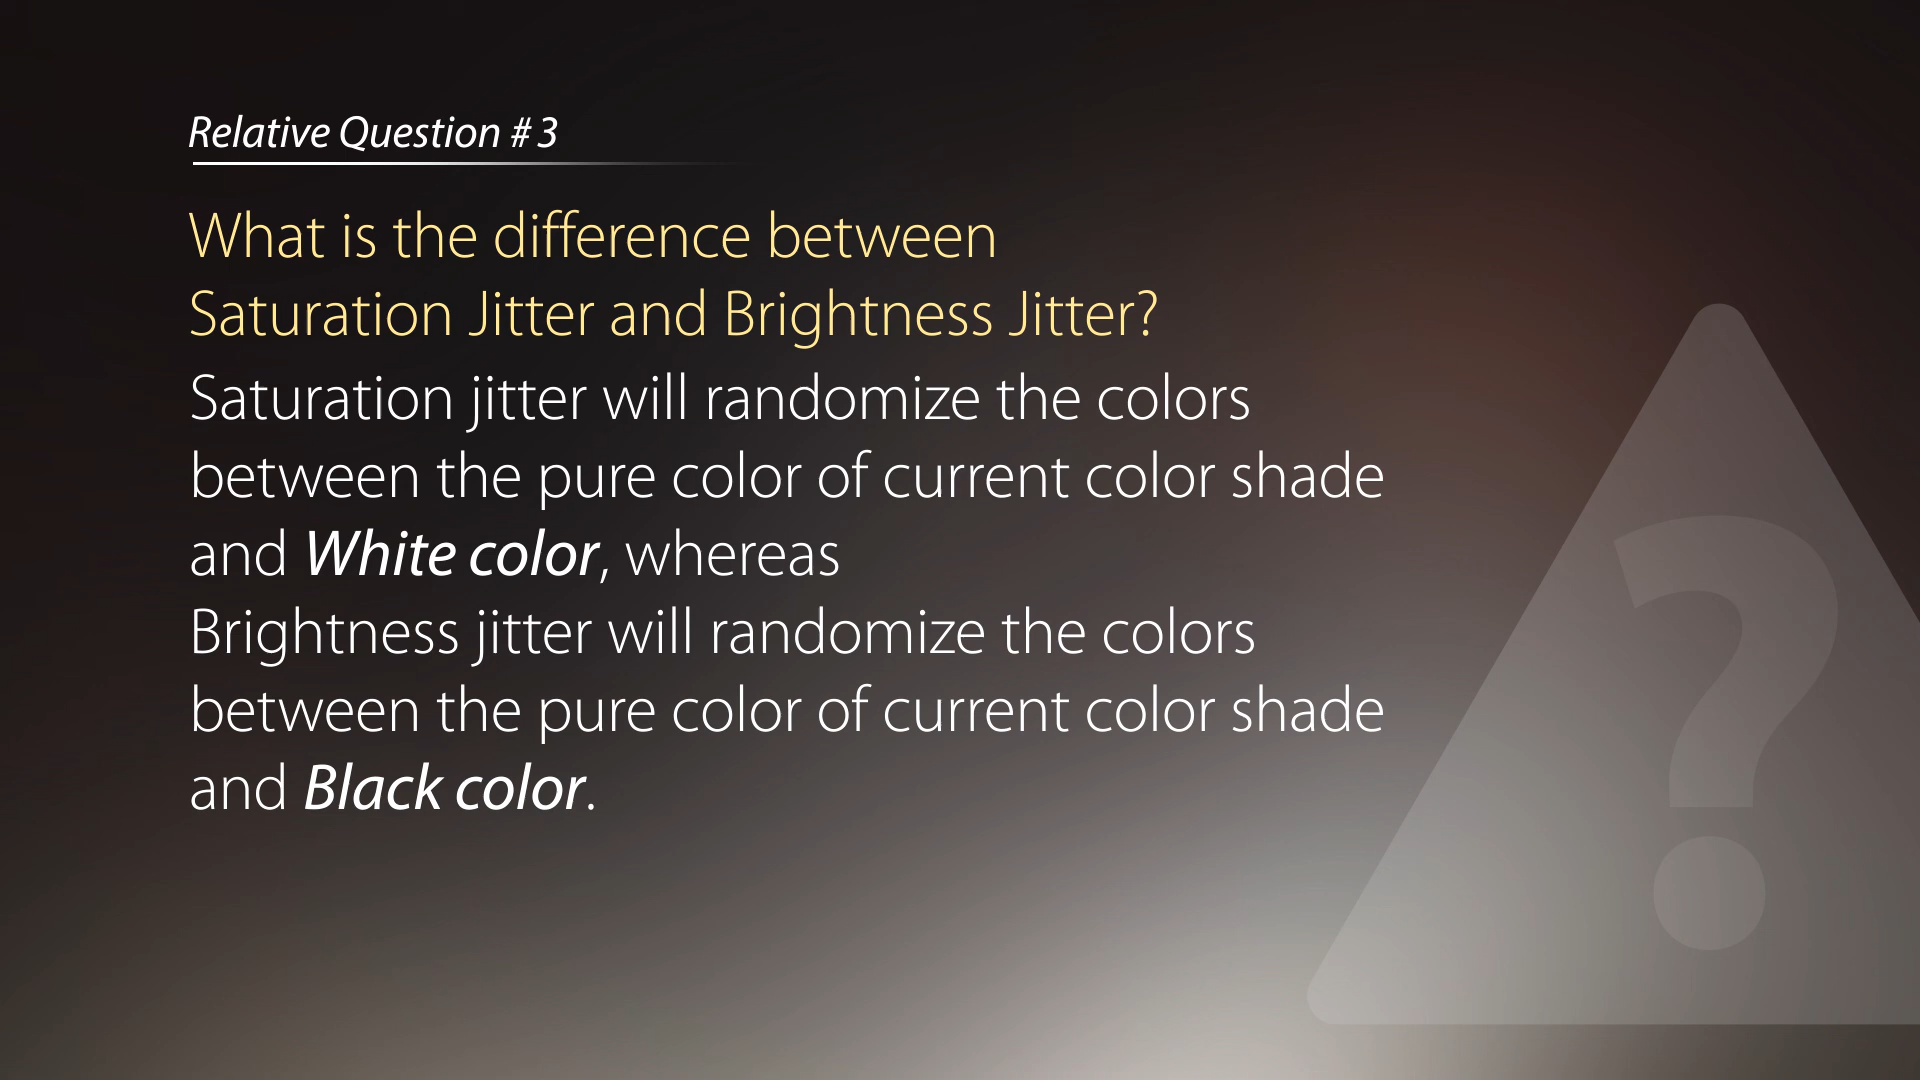 Relative Question # 3
What is the difference between
Saturation Jitter and Brightness Jitter?
Saturation jitter will randomize the colors
between the pure color of current color shade
and White color, whereas
Brightness jitter will randomize the colors
between the pure color of current color shade
and Black color.
?